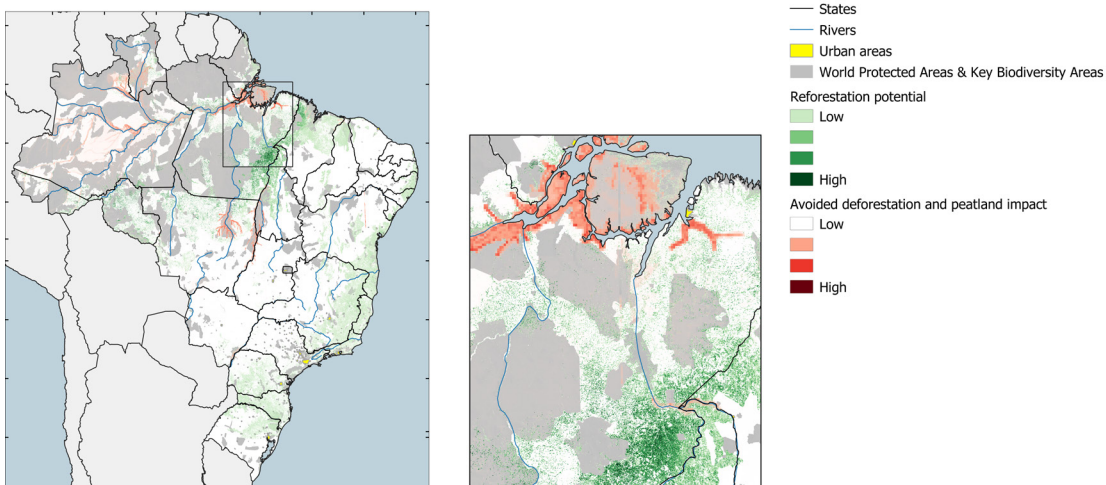 States
Rivers
Urban areas
World Protected Areas & Key Biodiversity Areas
Reforestation potential
Low
High
Avoided deforestation and peatland impact
Low
High